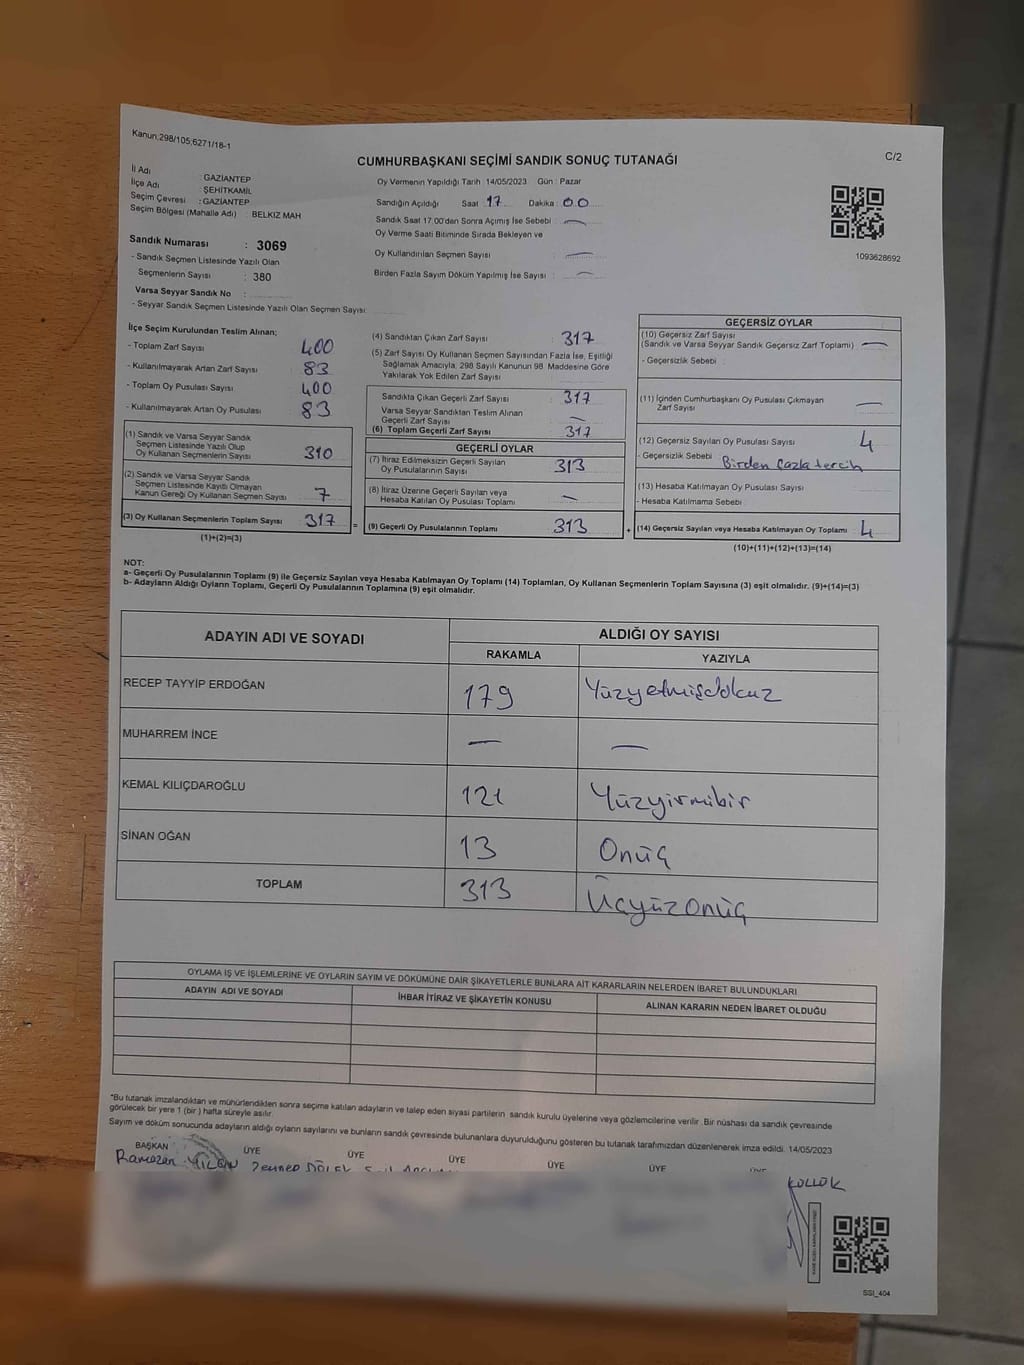 Kanun;298/105;6271/18-1
CUMHURBAŞKANI SEÇİMİ SANDIK SONUÇ TUTANAĞI
C/2
İl Adı : GAZİANTEP
İlçe Adı : ŞEHİTKAMİL
Seçim Çevresi : GAZİANTEP
Seçim Bölgesi (Mahalle Adı) : BELKIZ MAH
Oy Vermenin Yapıldığı Tarih 14/05/2023 Gün : Pazar
Sandığın Açıldığı Saat 17 Dakika : 00
Sandık Saat 17.00'dan Sonra Açımış İse Sebebi : —
Oy Verme Saati Bitiminde Sırada Bekleyen ve
Oy Kullandırılan Seçmen Sayısı : —
Birden Fazla Sayım Döküm Yapılmış İse Sayısı : —
1093628692
Sandık Numarası : 3069
- Sandık Seçmen Listesinde Yazılı Olan
Seçmenlerin Sayısı : 380
Varsa Seyyar Sandık No :
- Seyyar Sandık Seçmen Listesinde Yazılı Olan Seçmen Sayısı:
İlçe Seçim Kurulundan Teslim Alınan;
- Toplam Zarf Sayısı 400
- Kullanılmayarak Artan Zarf Sayısı : 83
- Toplam Oy Pusulası Sayısı 400
- Kullanılmayarak Artan Oy Pusulası : 83
(1) Sandık ve Varsa Seyyar Sandık
Seçmen Listesinde Yazılı Olup
Oy Kullanan Seçmenlerin Sayısı : 310
(2) Sandık ve Varsa Seyyar Sandık
Seçmen Listesinde Kayıtlı Olmayan
Kanun Gereği Oy Kullanan Seçmen Sayısı : 7
(3) Oy Kullanan Seçmenlerin Toplam Sayısı : 317
(1)+(2)=(3)
(4) Sandıktan Çıkan Zarf Sayısı : 317
(5) Zarf Sayısı Oy Kullanan Seçmen Sayısından Fazla İse, Eşitliği
Sağlamak Amacıyla; 298 Sayılı Kanunun 98. Maddesine Göre
Yakılarak Yok Edilen Zarf Sayısı :
Sandıkta Çıkan Geçerli Zarf Sayısı : 317
Varsa Seyyar Sandıktan Teslim Alınan
Geçerli Zarf Sayısı : —
(6) Toplam Geçerli Zarf Sayısı : 317
GEÇERLİ OYLAR
(7) İtiraz Edilmeksizin Geçerli Sayılan
Oy Pusulalarının Sayısı : 313
(8) İtiraz Üzerine Geçerli Sayılan veya
Hesaba Katılan Oy Pusulası Toplamı : —
= (9) Geçerli Oy Pusulalarının Toplamı : 313 +
GEÇERSİZ OYLAR
(10) Geçersiz Zarf Sayısı
(Sandık ve Varsa Seyyar Sandık Geçersiz Zarf Toplamı) : —
- Geçersizlik Sebebi :
(11) İçinden Cumhurbaşkanı Oy Pusulası Çıkmayan
Zarf Sayısı : —
(12) Geçersiz Sayılan Oy Pusulası Sayısı : 4
- Geçersizlik Sebebi : Birden fazla tercih
(13) Hesaba Katılmayan Oy Pusulası Sayısı :
- Hesaba Katılmama Sebebi :
(14) Geçersiz Sayılan veya Hesaba Katılmayan Oy Toplamı : 4
(10)+(11)+(12)+(13)=(14)
NOT:
a- Geçerli Oy Pusulalarının Toplamı (9) ile Geçersiz Sayılan veya Hesaba Katılmayan Oy Toplamı (14) Toplamları, Oy Kullanan Seçmenlerin Toplam Sayısına (3) eşit olmalıdır. (9)+(14)=(3)
b- Adayların Aldığı Oyların Toplamı, Geçerli Oy Pusulalarının Toplamına (9) eşit olmalıdır.
ADAYIN ADI VE SOYADI
ALDIĞI OY SAYISI
RAKAMLA YAZIYLA
RECEP TAYYİP ERDOĞAN 179 Yüzyetmişdokuz
MUHARREM İNCE — —
KEMAL KILIÇDAROĞLU 121 Yüzyirmibir
SİNAN OĞAN 13 Onüç
TOPLAM 313 Üçyüzonüç
OYLAMA İŞ VE İŞLEMLERİNE VE OYLARIN SAYIM VE DÖKÜMÜNE DAİR ŞİKAYETLERLE BUNLARA AİT KARARLARIN NELERDEN İBARET BULUNDUKLARI
ADAYIN ADI VE SOYADI İHBAR İTİRAZ VE ŞİKAYETİN KONUSU ALINAN KARARIN NEDEN İBARET OLDUĞU
*Bu tutanak imzalandıktan ve mühürlendikten sonra seçime katılan adayların ve talep eden siyasi partilerin sandık kurulu üyelerine veya gözlemcilerine verilir. Bir nüshası da sandık çevresinde
görülecek bir yere 1 (bir ) hafta süreyle asılır.
Sayım ve döküm sonucunda adayların aldığı oyların sayılarını ve bunların sandık çevresinde bulunanlara duyurulduğunu gösteren bu tutanak tarafımızdan düzenlenerek imza edildi. 14/05/2023
BAŞKAN ÜYE ÜYE ÜYE ÜYE ÜYE ÜYE
Ramazan
SSI_404